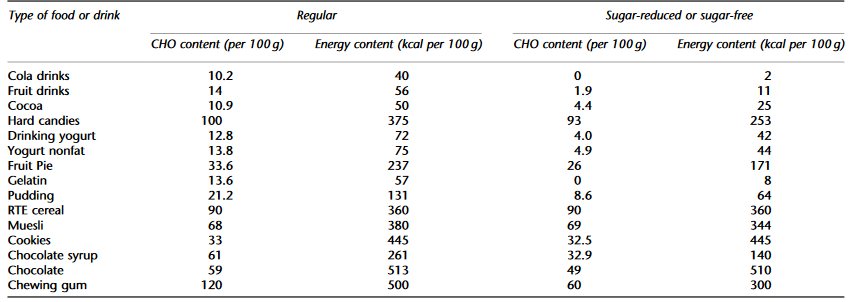 Type of food or drink Regular Sugar-reduced or sugar-free
CHO content (per 100 g) Energy content (kcal per 100 g) CHO content (per 100 g) Energy content (kcal per 100 g)
Cola drinks 10.2 40 0 2
Fruit drinks 14 56 1.9 11
Cocoa 10.9 50 4.4 25
Hard candies 100 375 93 253
Drinking yogurt 12.8 72 4.0 42
Yogurt nonfat 13.8 75 4.9 44
Fruit Pie 33.6 237 26 171
Gelatin 13.6 57 0 8
Pudding 21.2 131 8.6 64
RTE cereal 90 360 90 360
Muesli 68 380 69 344
Cookies 33 445 32.5 445
Chocolate syrup 61 261 32.9 140
Chocolate 59 513 49 510
Chewing gum 120 500 60 300